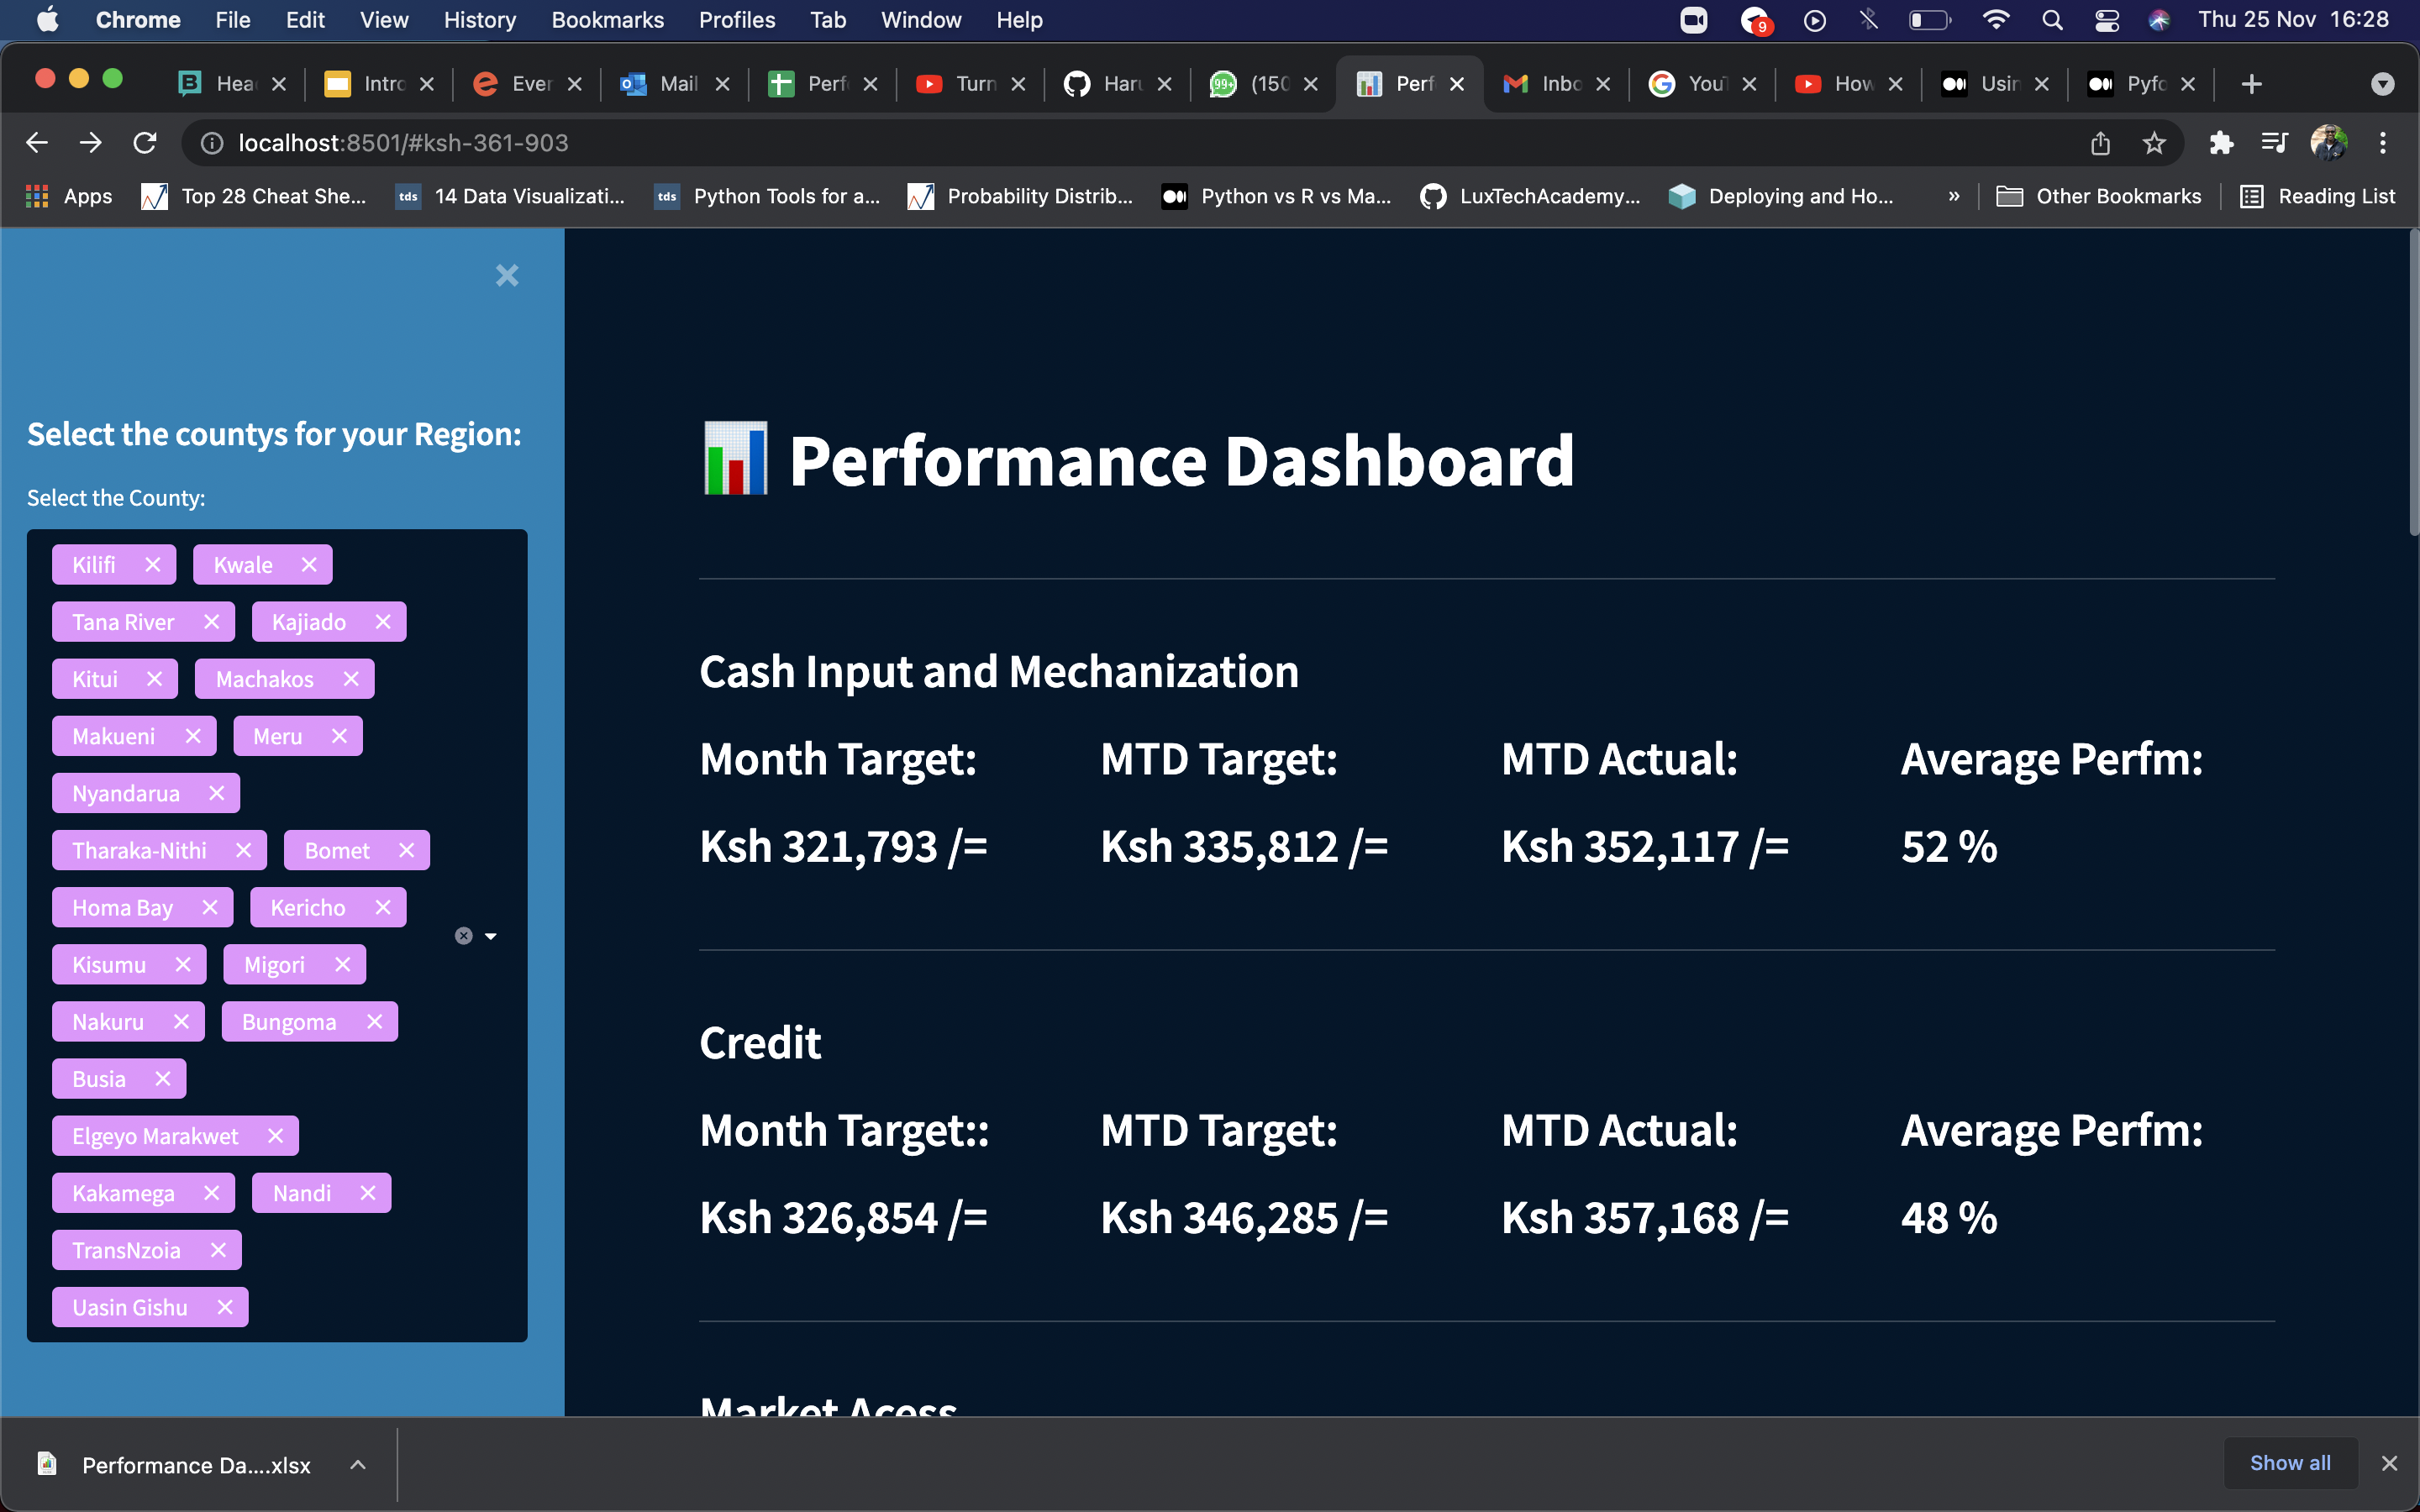 Chrome File Edit View History Bookmarks Profiles Tab Window Help 9 Thu 25 Nov 16:28
Hea Intro Ever Mail Perf Turn Haru 99+ (150 Perf Inbo YouT How Usin Pyfo
localhost:8501/#ksh-361-903
Apps Top 28 Cheat She... tds 14 Data Visualizati... tds Python Tools for a... Probability Distrib... Python vs R vs Ma... LuxTechAcademy... Deploying and Ho... » Other Bookmarks Reading List
Select the countys for your Region:
Select the County:
Kilifi Kwale
Tana River Kajiado
Kitui Machakos
Makueni Meru
Nyandarua
Tharaka-Nithi Bomet
Homa Bay Kericho
Kisumu Migori
Nakuru Bungoma
Busia
Elgeyo Marakwet
Kakamega Nandi
TransNzoia
Uasin Gishu
Performance Dashboard
Cash Input and Mechanization
Month Target: MTD Target: MTD Actual: Average Perfm:
Ksh 321,793 /= Ksh 335,812 /= Ksh 352,117 /= 52 %
Credit
Month Target:: MTD Target: MTD Actual: Average Perfm:
Ksh 326,854 /= Ksh 346,285 /= Ksh 357,168 /= 48 %
Market Acess
Performance Da....xlsx Show all